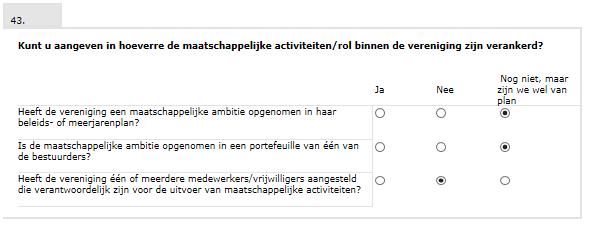 43.
Kunt u aangeven in hoeverre de maatschappelijke activiteiten/rol binnen de vereniging zijn verankerd?
Ja
Nee
Nog niet, maar
zijn we wel van
plan
Heeft de vereniging een maatschappelijke ambitie opgenomen in haar
beleids- of meerjarenplan?
Is de maatschappelijke ambitie opgenomen in een portefeuille van één van
de bestuurders?
Heeft de vereniging één of meerdere medewerkers/vrijwilligers aangesteld
die verantwoordelijk zijn voor de uitvoer van maatschappelijke activiteiten?